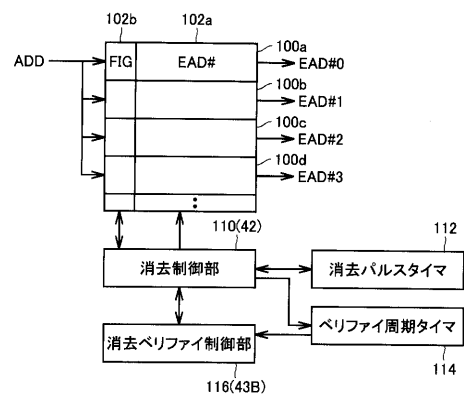 102b 102a
100a
ADD FIG EAD# EAD#0
100b
EAD#1
100c
EAD#2
100d
EAD#3
110(42) 112
消去制御部 消去パルスタイマ
消去ベリファイ制御部 ベリファイ周期タイマ
116(43B) 114